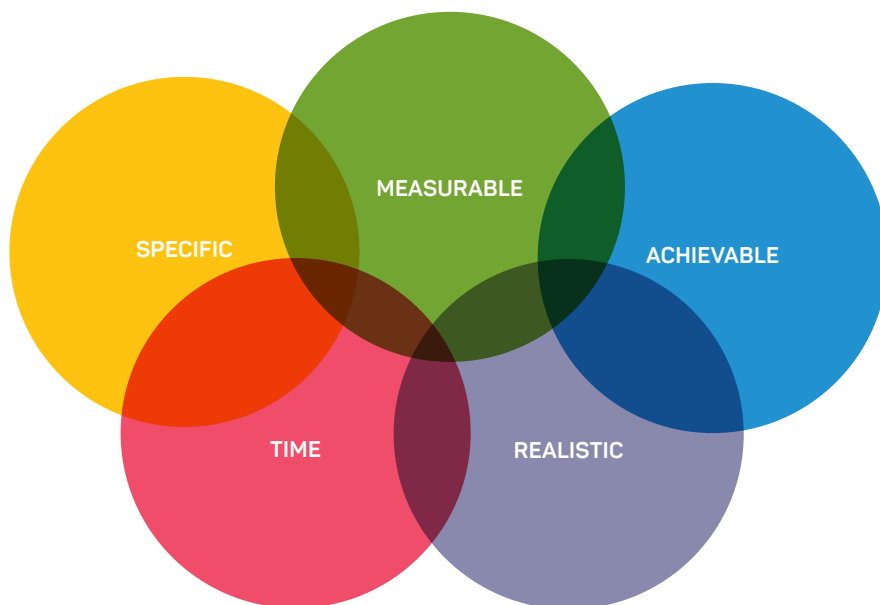 MEASURABLE
SPECIFIC
ACHIEVABLE
TIME
REALISTIC